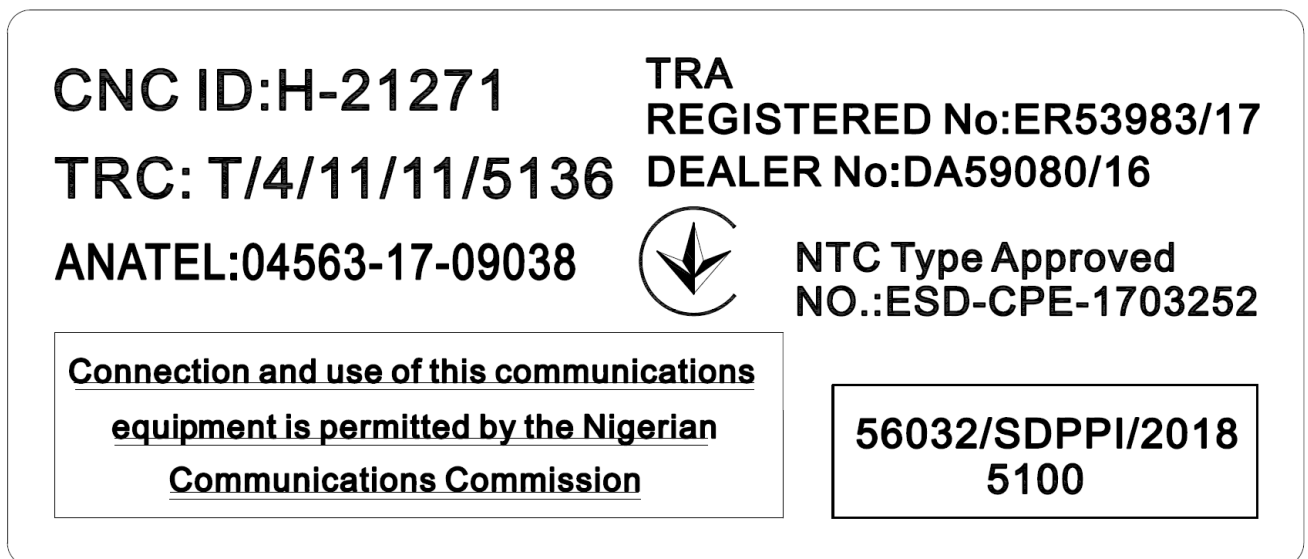 CNC ID:H-21271
TRC: T/4/11/11/5136
ANATEL:04563-17-09038
TRA
REGISTERED No:ER53983/17
DEALER No:DA59080/16
NTC Type Approved
NO.:ESD-CPE-1703252
Connection and use of this communications
equipment is permitted by the Nigerian
Communications Commission
56032/SDPPI/2018
5100